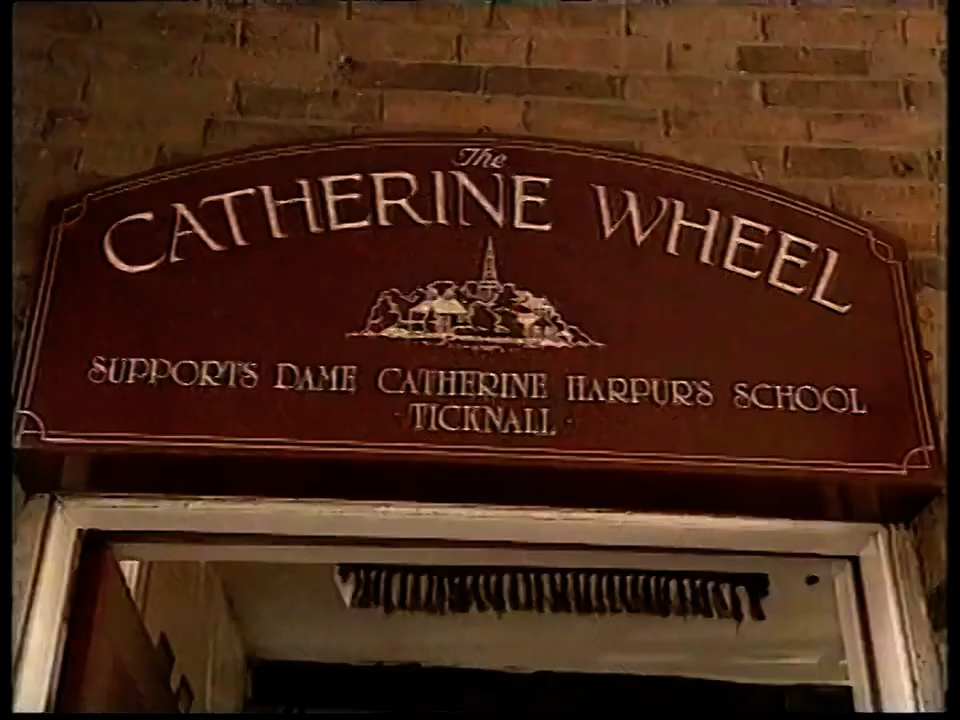 The
CATHERINE WHEEL
SUPPORTS DAME CATHERINE HARPUR'S SCHOOL
TICKNALL